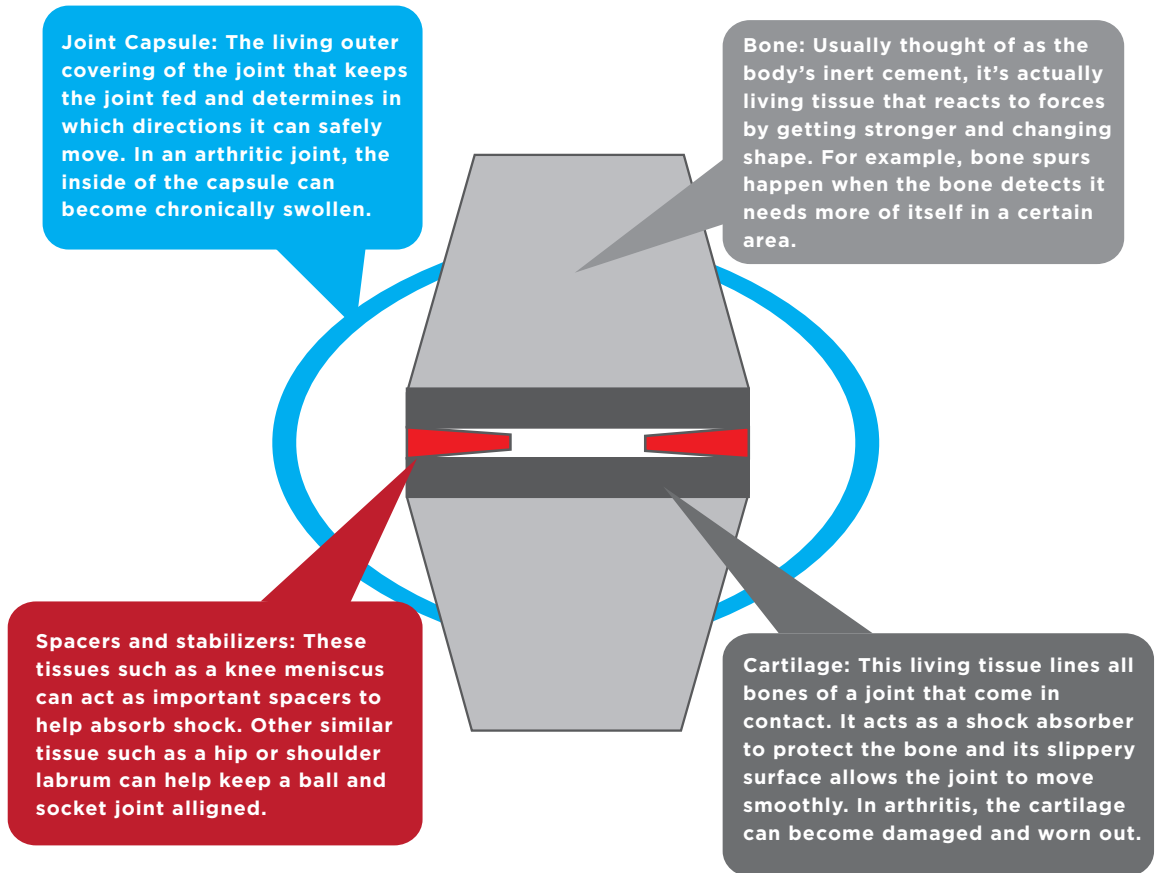 Joint Capsule: The living outer
covering of the joint that keeps
the joint fed and determines in
which directions it can safely
move. In an arthritic joint, the
inside of the capsule can
become chronically swollen.
Bone: Usually thought of as the
body’s inert cement, it’s actually
living tissue that reacts to forces
by getting stronger and changing
shape. For example, bone spurs
happen when the bone detects it
needs more of itself in a certain
area.
Spacers and stabilizers: These
tissues such as a knee meniscus
can act as important spacers to
help absorb shock. Other similar
tissue such as a hip or shoulder
labrum can help keep a ball and
socket joint alligned.
Cartilage: This living tissue lines all
bones of a joint that come in
contact. It acts as a shock absorber
to protect the bone and its slippery
surface allows the joint to move
smoothly. In arthritis, the cartilage
can become damaged and worn out.